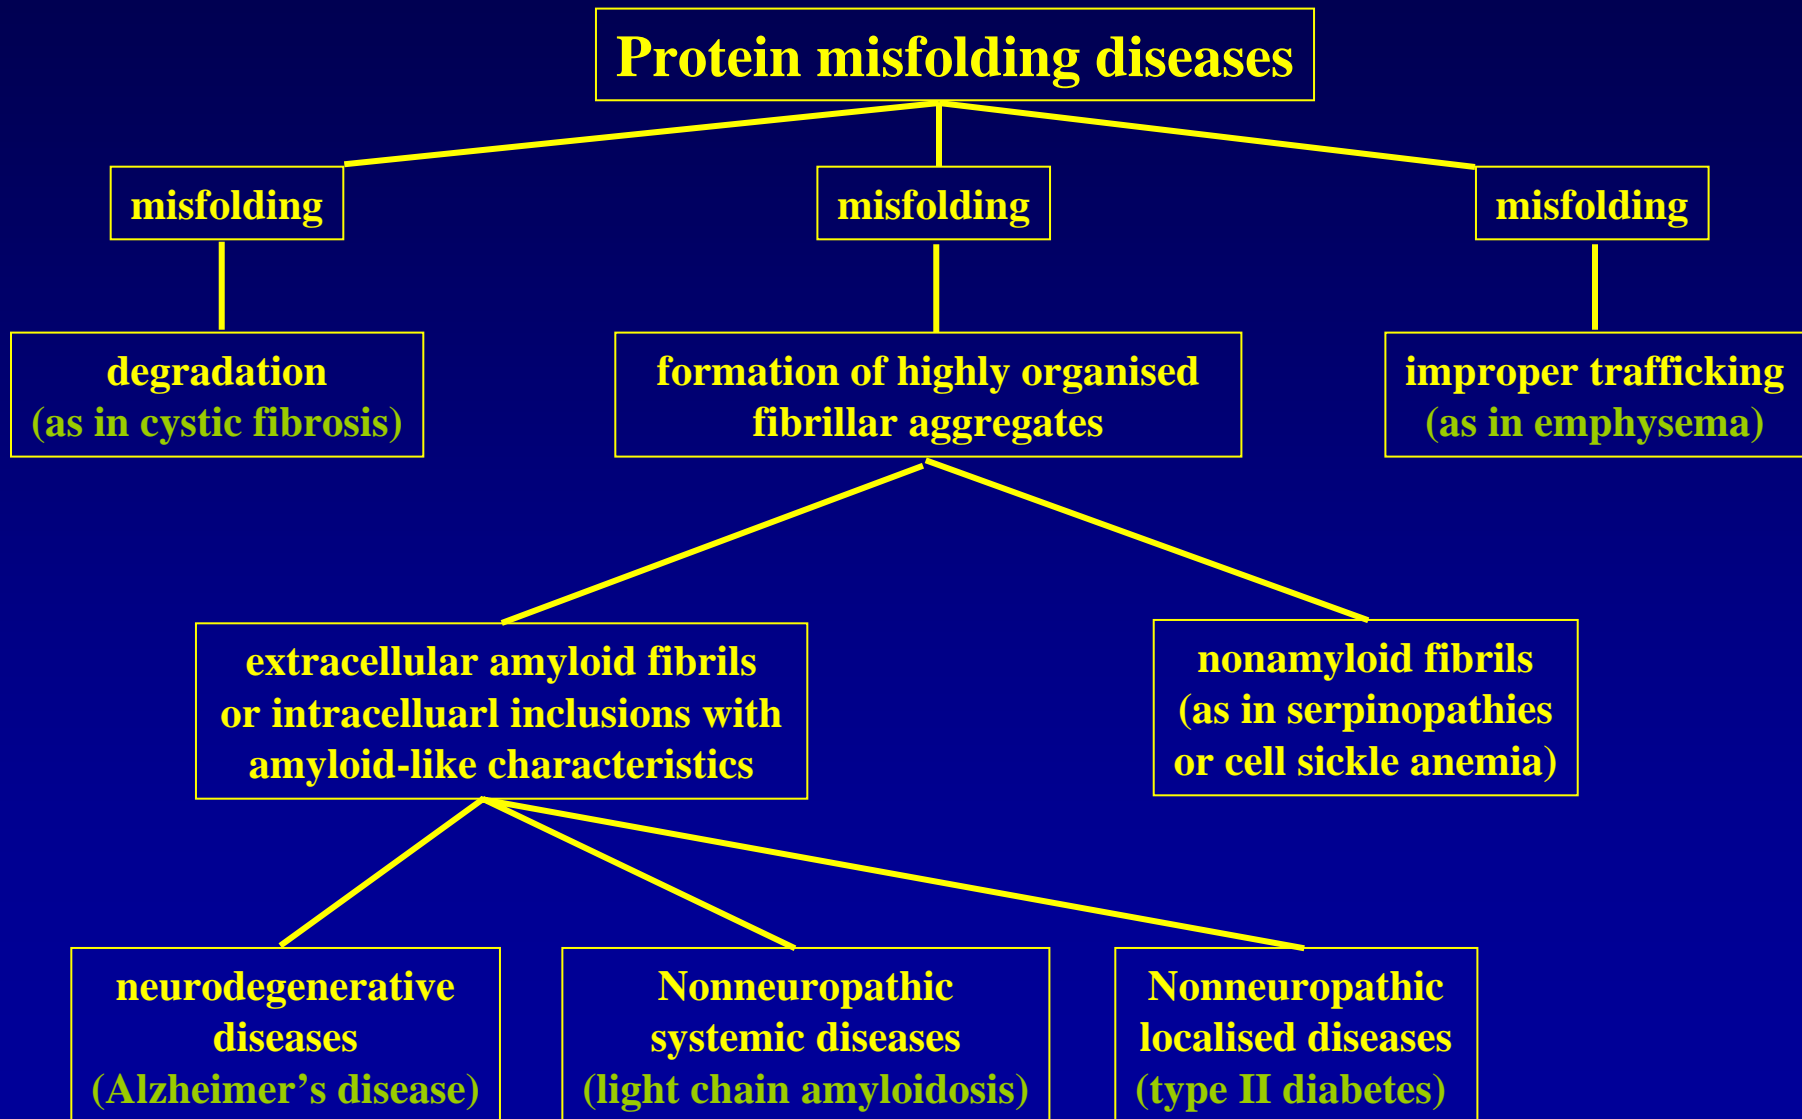 Protein misfolding diseases
misfolding
misfolding
misfolding
degradation
(as in cystic fibrosis)
formation of highly organised
fibrillar aggregates
improper trafficking
(as in emphysema)
extracellular amyloid fibrils
or intracelluarl inclusions with
amyloid-like characteristics
nonamyloid fibrils
(as in serpinopathies
or cell sickle anemia)
neurodegenerative
diseases
(Alzheimer’s disease)
Nonneuropathic
systemic diseases
(light chain amyloidosis)
Nonneuropathic
localised diseases
(type II diabetes)